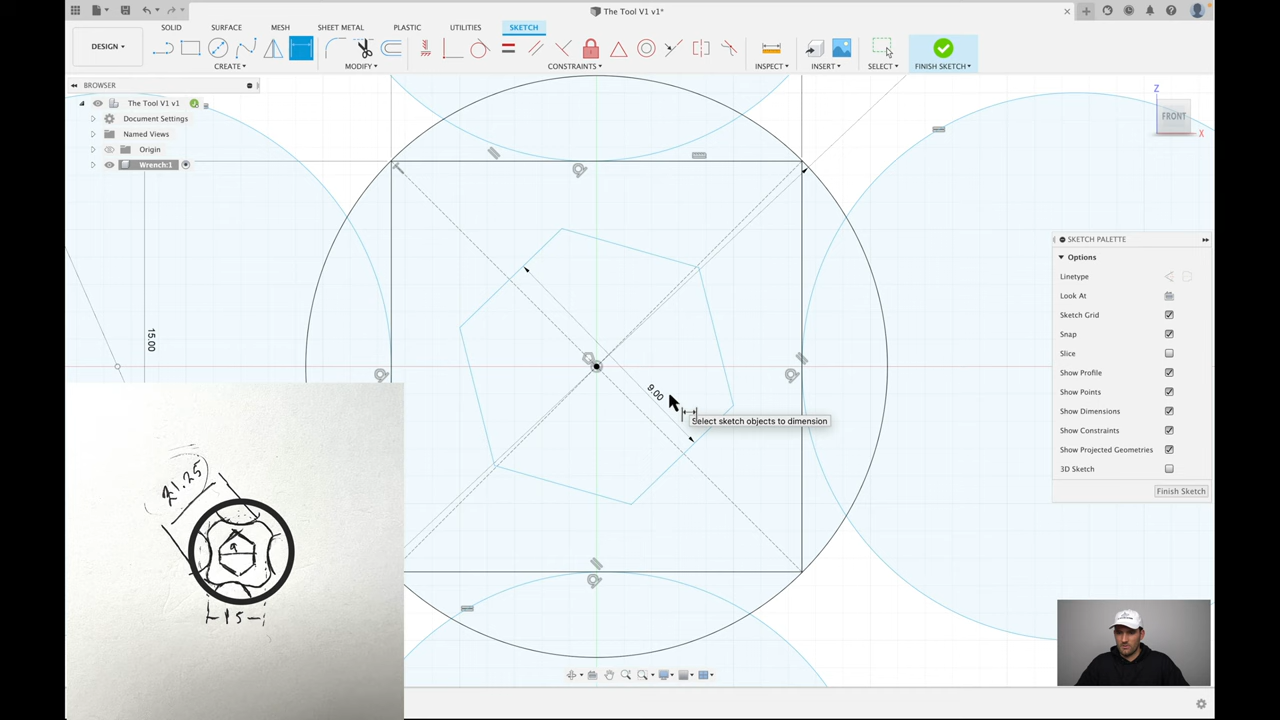 The Tool V1 v1*
DESIGN
SOLID SURFACE MESH SHEET METAL PLASTIC UTILITIES SKETCH
CREATE MODIFY CONSTRAINTS INSPECT INSERT SELECT FINISH SKETCH
BROWSER
The Tool V1 v1
Document Settings
Named Views
Origin
Wrench:1
Z
FRONT
X
15.00
9.00
Select sketch objects to dimension
SKETCH PALETTE
Options
Linetype
Look At
Sketch Grid
Snap
Slice
Show Profile
Show Points
Show Dimensions
Show Constraints
Show Projected Geometries
3D Sketch
Finish Sketch
21.25
15